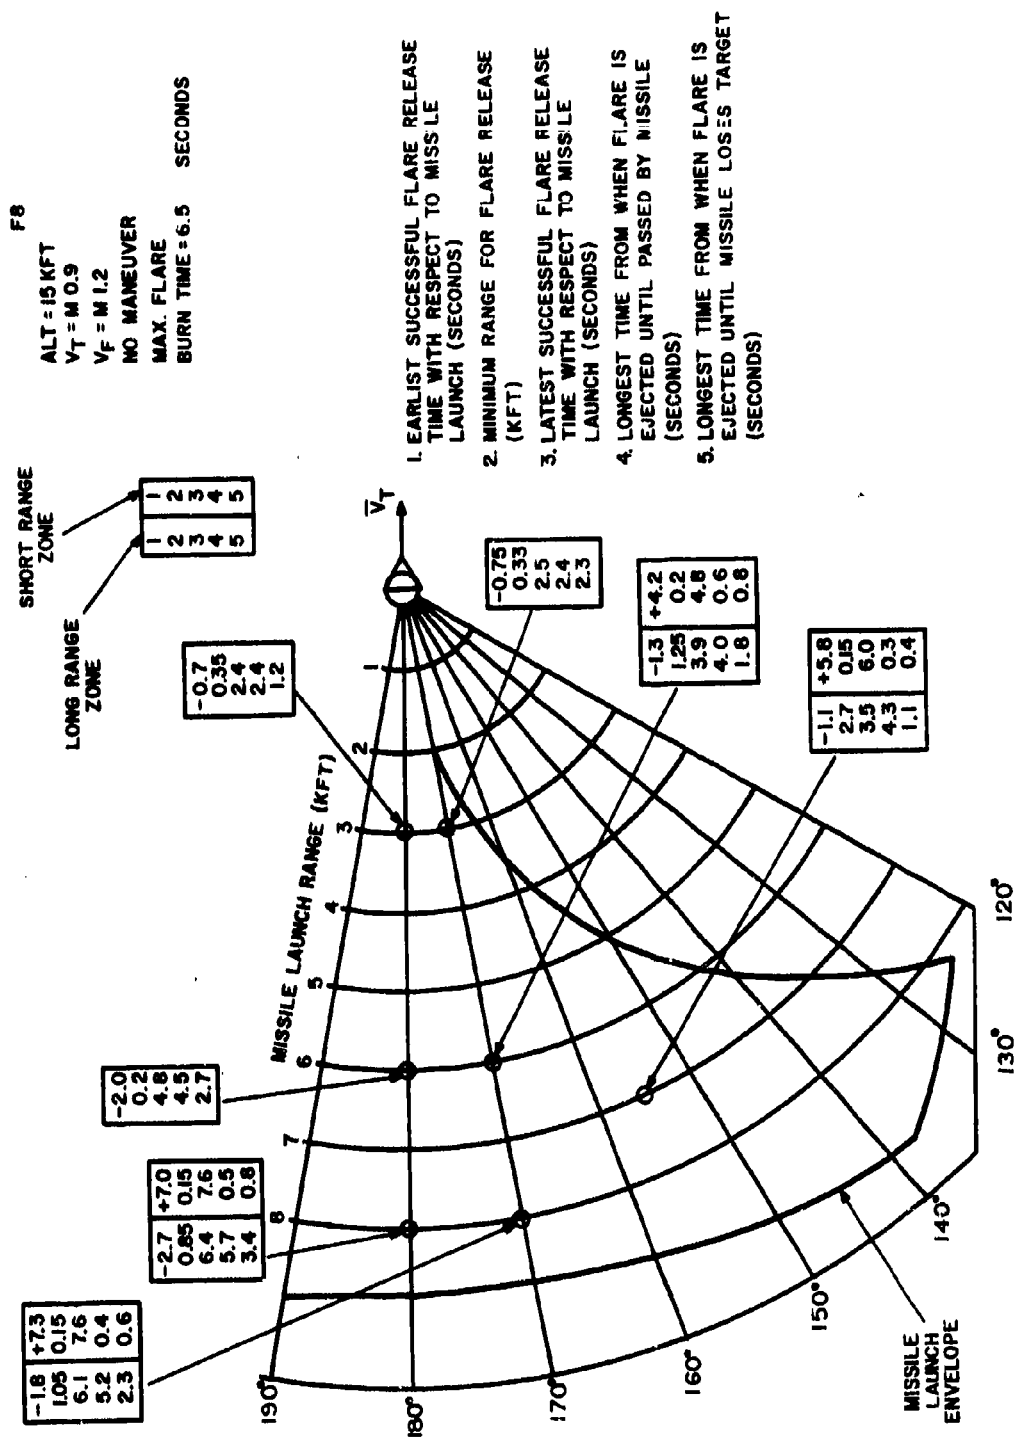 F8
ALT = 15 KFT
V_T = M 0.9
V_F = M 1.2
NO MANEUVER
MAX. FLARE
BURN TIME = 6.5 SECONDS
SHORT RANGE
ZONE
LONG RANGE
ZONE
1 1
2 2
3 3
4 4
5 5
V_T
1. EARLIST SUCCESSFUL FLARE RELEASE
TIME WITH RESPECT TO MISSILE
LAUNCH (SECONDS)
2. MINIMUM RANGE FOR FLARE RELEASE
(KFT)
3. LATEST SUCCESSFUL FLARE RELEASE
TIME WITH RESPECT TO MISSILE
LAUNCH (SECONDS)
4. LONGEST TIME FROM WHEN FLARE IS
EJECTED UNTIL PASSED BY MISSILE
(SECONDS)
5. LONGEST TIME FROM WHEN FLARE IS
EJECTED UNTIL MISSILE LOSES TARGET
(SECONDS)
MISSILE LAUNCH RANGE (KFT)
1
2
3
4
5
6
7
8
-1.8 +7.3
1.05 0.15
6.1 7.6
5.2 0.4
2.3 0.6
-2.7 +7.0
0.85 0.15
6.4 7.6
5.7 0.5
3.4 0.8
-2.0
0.2
4.8
4.5
2.7
-0.7
0.35
2.4
2.4
1.2
-0.75
0.33
2.5
2.4
2.3
-1.3 +4.2
1.25 0.2
3.9 4.8
4.0 0.6
1.8 0.8
-1.1 +5.8
2.7 0.15
3.5 6.0
4.3 0.3
1.1 0.4
190°
180°
170°
160°
150°
140°
130°
120°
MISSILE
LAUNCH
ENVELOPE